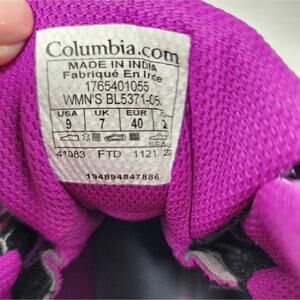 Columbia.com
MADE IN INDIA
Fabriqué En Inde
1765401055
WMN'S BL5371-05
USA UK EUR
9 7 40
41083 FTD 1121
194894847886